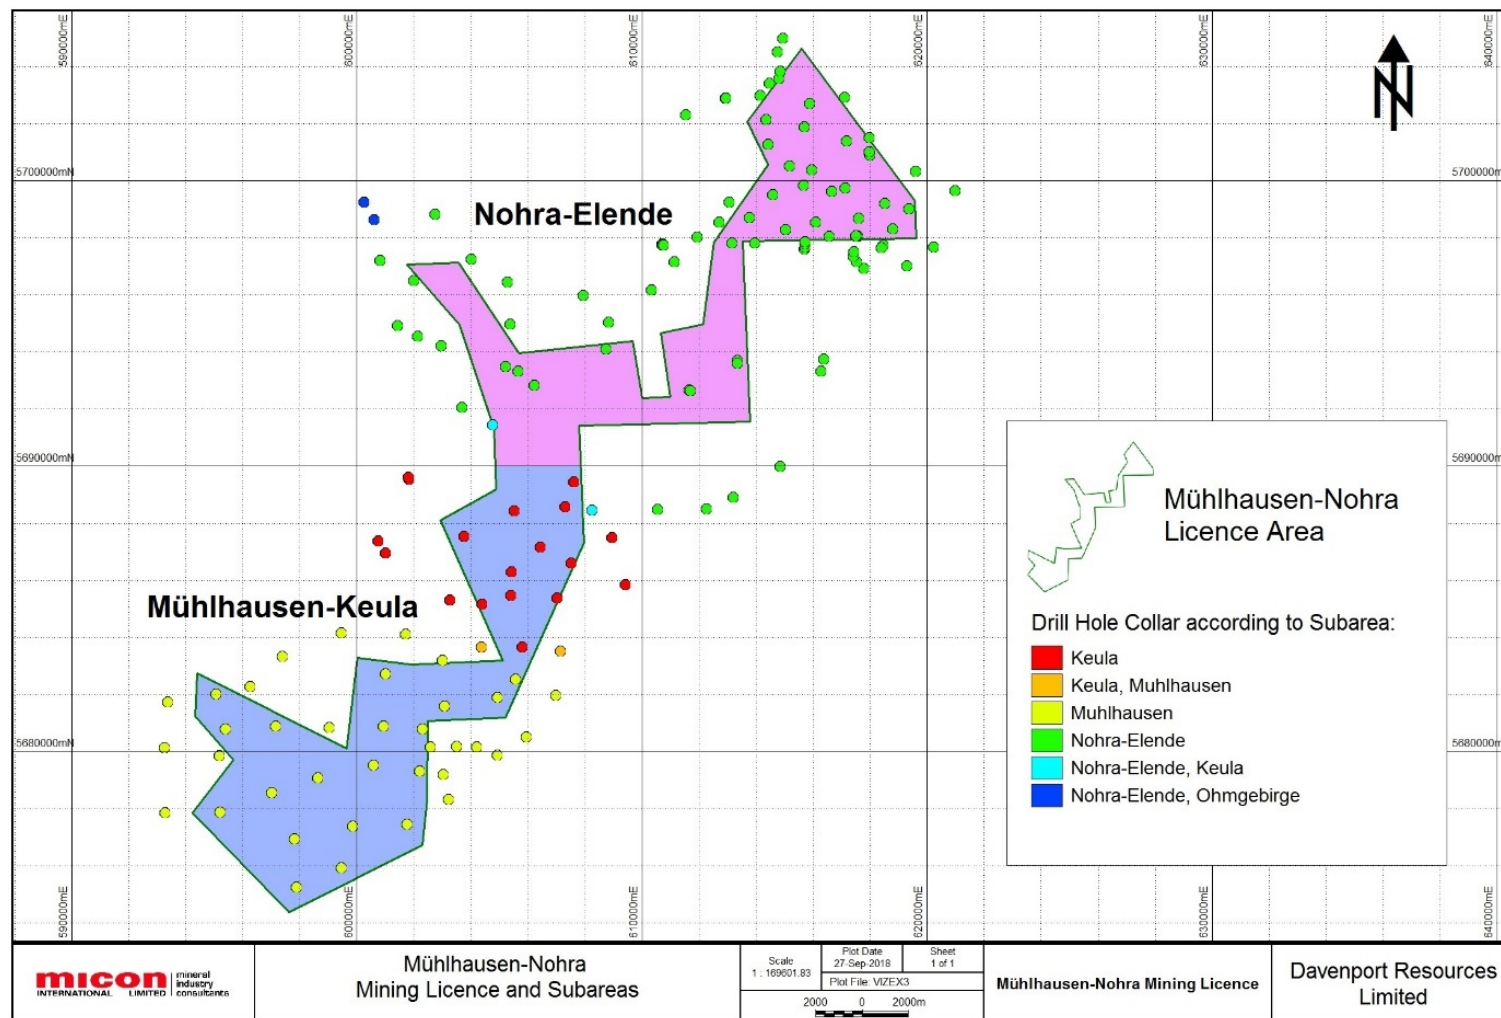 590000mE
600000mE
610000mE
620000mE
630000mE
640000mE
N
5700000mN
5700000m
Nohra-Elende
5690000mN
5690000m
Mühlhausen-Nohra
Licence Area
Mühlhausen-Keula
Drill Hole Collar according to Subarea:
Keula
Keula, Muhlhausen
Muhlhausen
Nohra-Elende
Nohra-Elende, Keula
Nohra-Elende, Ohmgebirge
5680000mN
5680000m
590000mE
600000mE
610000mE
620000mE
630000mE
640000mE
micon
INTERNATIONAL LIMITED
mineral
industry
consultants
Mühlhausen-Nohra
Mining Licence and Subareas
Scale
1 : 169601.83
Plot Date
27-Sep-2018
Sheet
1 of 1
Plot File: VIZEX3
2000 0 2000m
Mühlhausen-Nohra Mining Licence
Davenport Resources
Limited